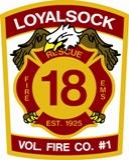 LOYALSOCK
RESCUE
FIRE
18
EMS
EST. 1925
VOL. FIRE CO. #1